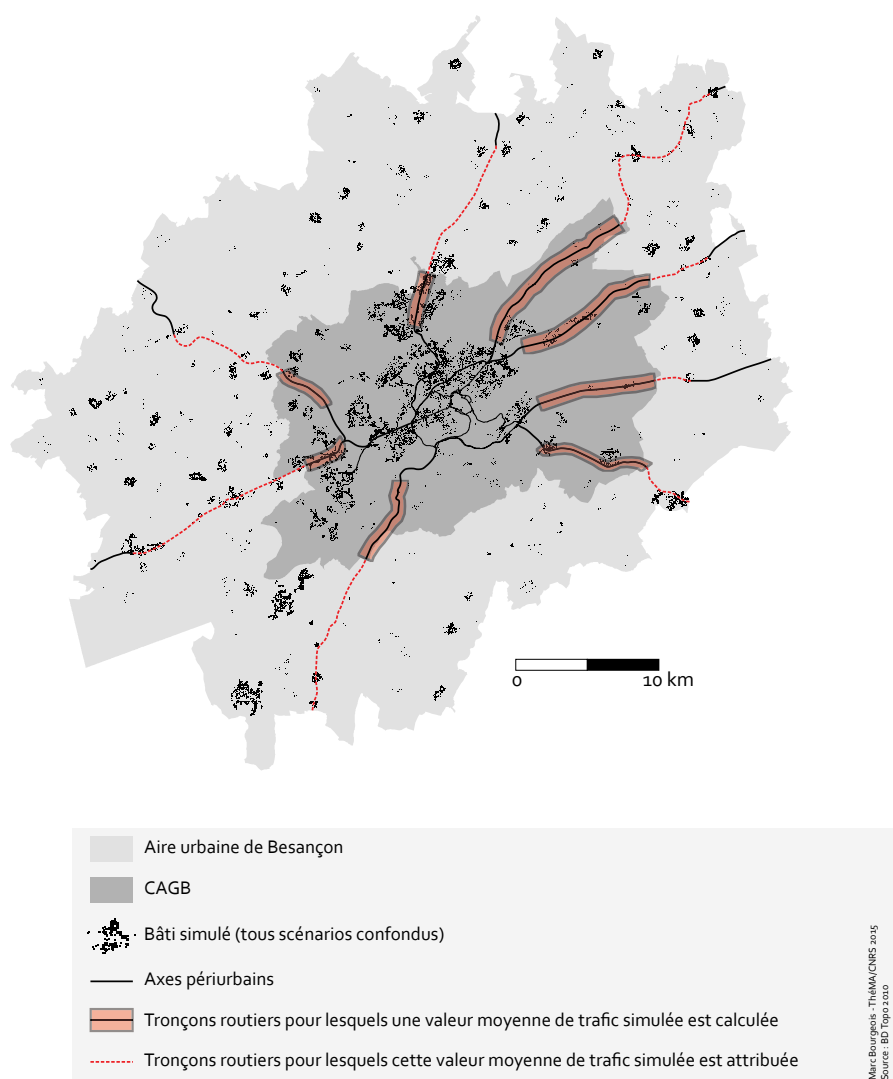 0
10 km
Aire urbaine de Besançon
CAGB
Bâti simulé (tous scénarios confondus)
Axes périurbains
Tronçons routiers pour lesquels une valeur moyenne de trafic simulée est calculée
Tronçons routiers pour lesquels cette valeur moyenne de trafic simulée est attribuée
Marc Bourgeois - ThéMA/CNRS 2015
Source : BD Topo 2010